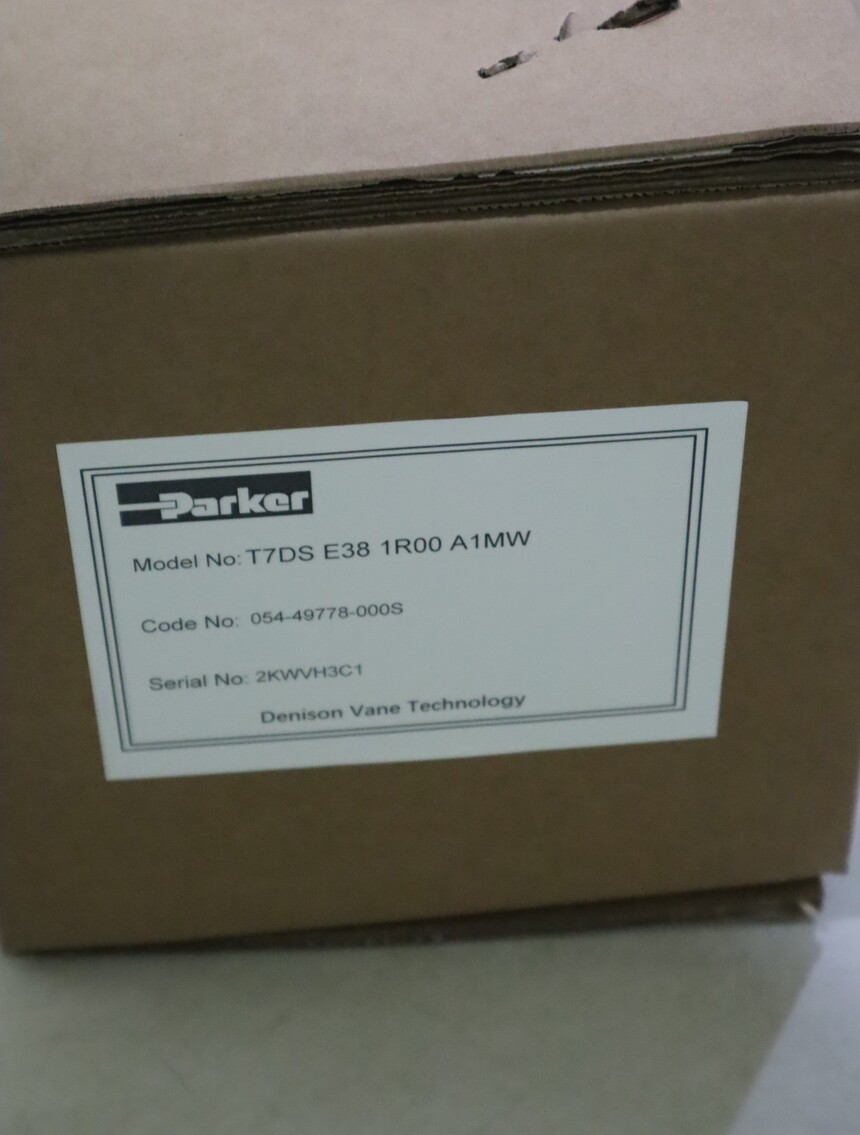 Parker
Model No: T7DS E38 1R00 A1MW
Code No: 054-49778-000S
Serial No: 2KWVH3C1
Denison Vane Technology